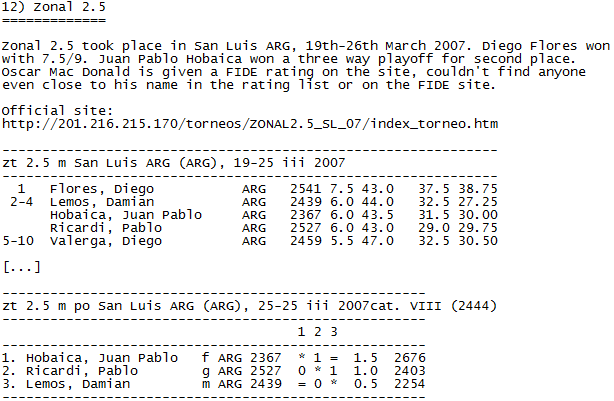 12) Zonal 2.5
=============
Zonal 2.5 took place in San Luis ARG, 19th-26th March 2007. Diego Flores won
with 7.5/9. Juan Pablo Hobaica won a three way playoff for second place.
Oscar Mac Donald is given a FIDE rating on the site, couldn't find anyone
even close to his name in the rating list or on the FIDE site.
Official site:
http://201.216.215.170/torneos/ZONAL2.5_SL_07/index_torneo.htm
---------------------------------------------------------------
zt 2.5 m San Luis ARG (ARG), 19-25 iii 2007
---------------------------------------------------------------
  1   Flores, Diego           ARG   2541 7.5 43.0   37.5 38.75
 2-4  Lemos, Damian           ARG   2439 6.0 44.0   32.5 27.25
      Hobaica, Juan Pablo     ARG   2367 6.0 43.5   31.5 30.00
      Ricardi, Pablo          ARG   2527 6.0 43.0   29.0 29.75
5-10  Valerga, Diego          ARG   2459 5.5 47.0   32.5 30.50
[...]
------------------------------------------------------
zt 2.5 m po San Luis ARG (ARG), 25-25 iii 2007cat. VIII (2444)
------------------------------------------------------
                                      1 2 3
------------------------------------------------------
1. Hobaica, Juan Pablo   f ARG 2367  * 1 =  1.5  2676
2. Ricardi, Pablo        g ARG 2527  0 * 1  1.0  2403
3. Lemos, Damian         m ARG 2439  = 0 *  0.5  2254
------------------------------------------------------